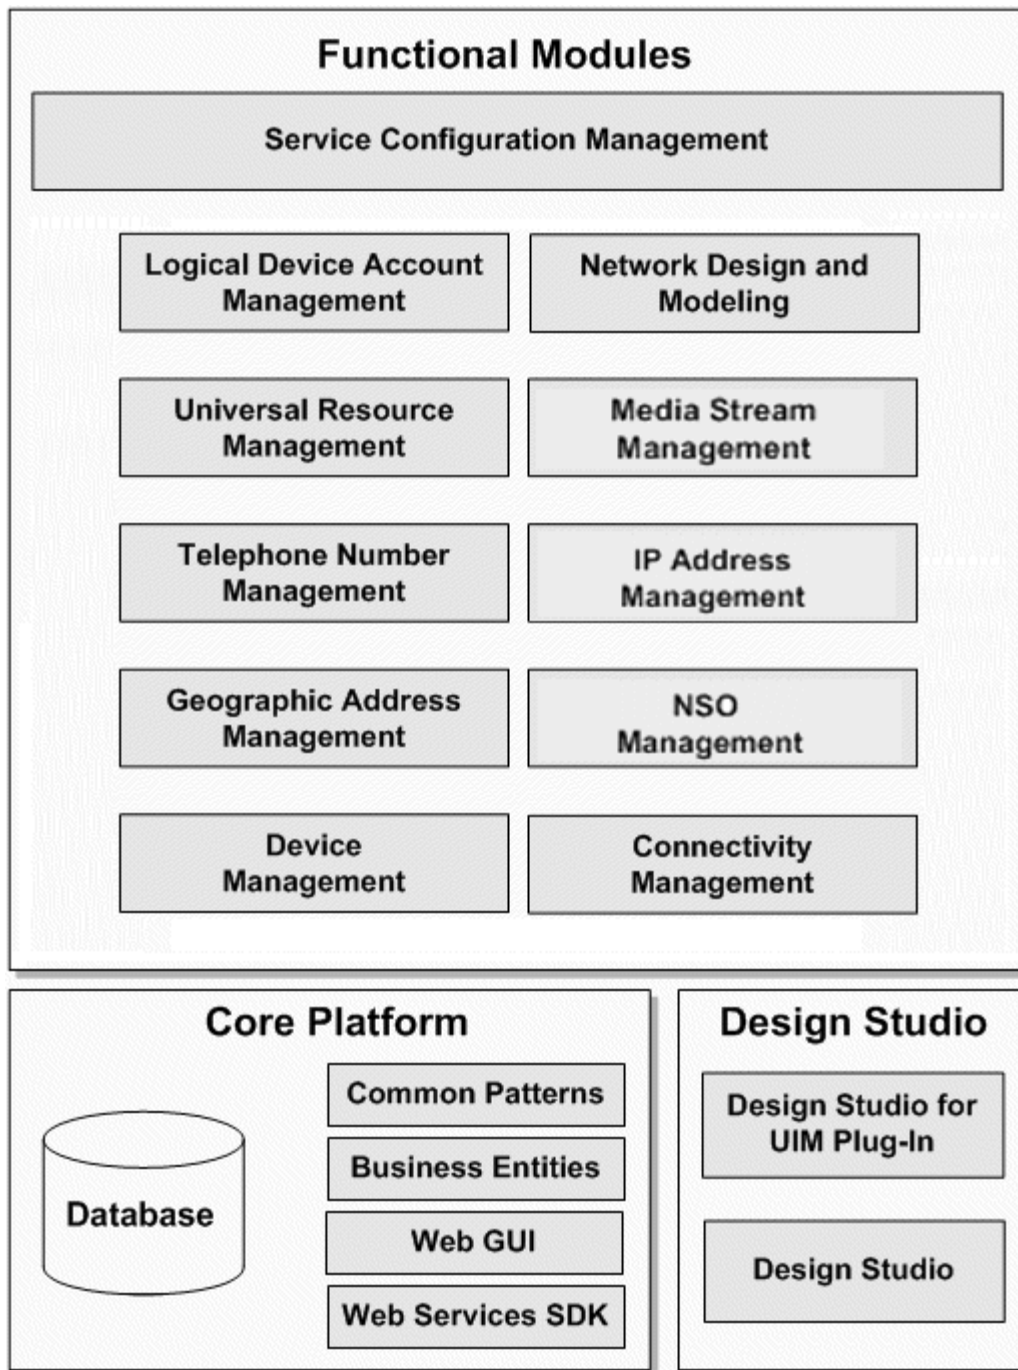 Functional Modules
Service Configuration Management
Logical Device Account
Management
Network Design and
Modeling
Universal Resource
Management
Media Stream
Management
Telephone Number
Management
IP Address
Management
Geographic Address
Management
NSO
Management
Device
Management
Connectivity
Management
Core Platform
Database
Common Patterns
Business Entities
Web GUI
Web Services SDK
Design Studio
Design Studio for
UIM Plug-In
Design Studio